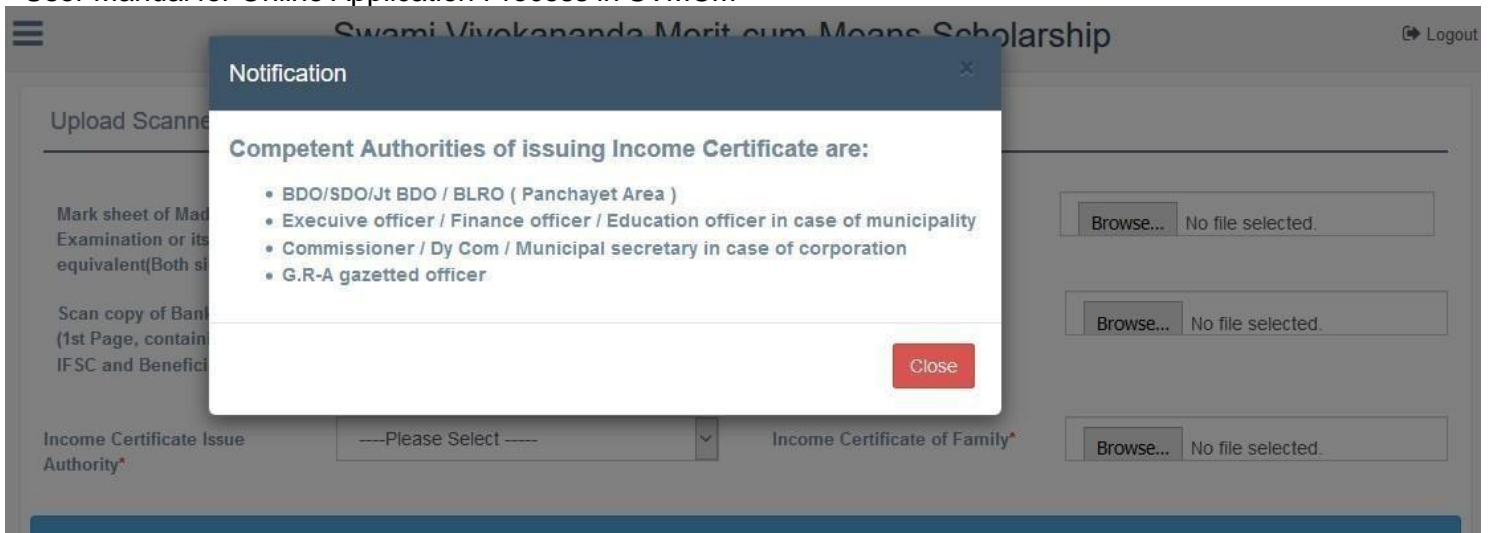 Swami Vivekananda Merit cum Means Scholarship
Logout
Notification
×
Upload Scanne
Competent Authorities of issuing Income Certificate are:
• BDO/SDO/Jt BDO / BLRO ( Panchayet Area )
• Execuive officer / Finance officer / Education officer in case of municipality
• Commissioner / Dy Com / Municipal secretary in case of corporation
• G.R-A gazetted officer
Close
Mark sheet of Mad
Examination or its
equivalent(Both si
Browse... No file selected.
Scan copy of Bank
(1st Page, contain
IFSC and Benefici
Browse... No file selected.
Income Certificate Issue
Authority*
----Please Select -----
Income Certificate of Family*
Browse... No file selected.